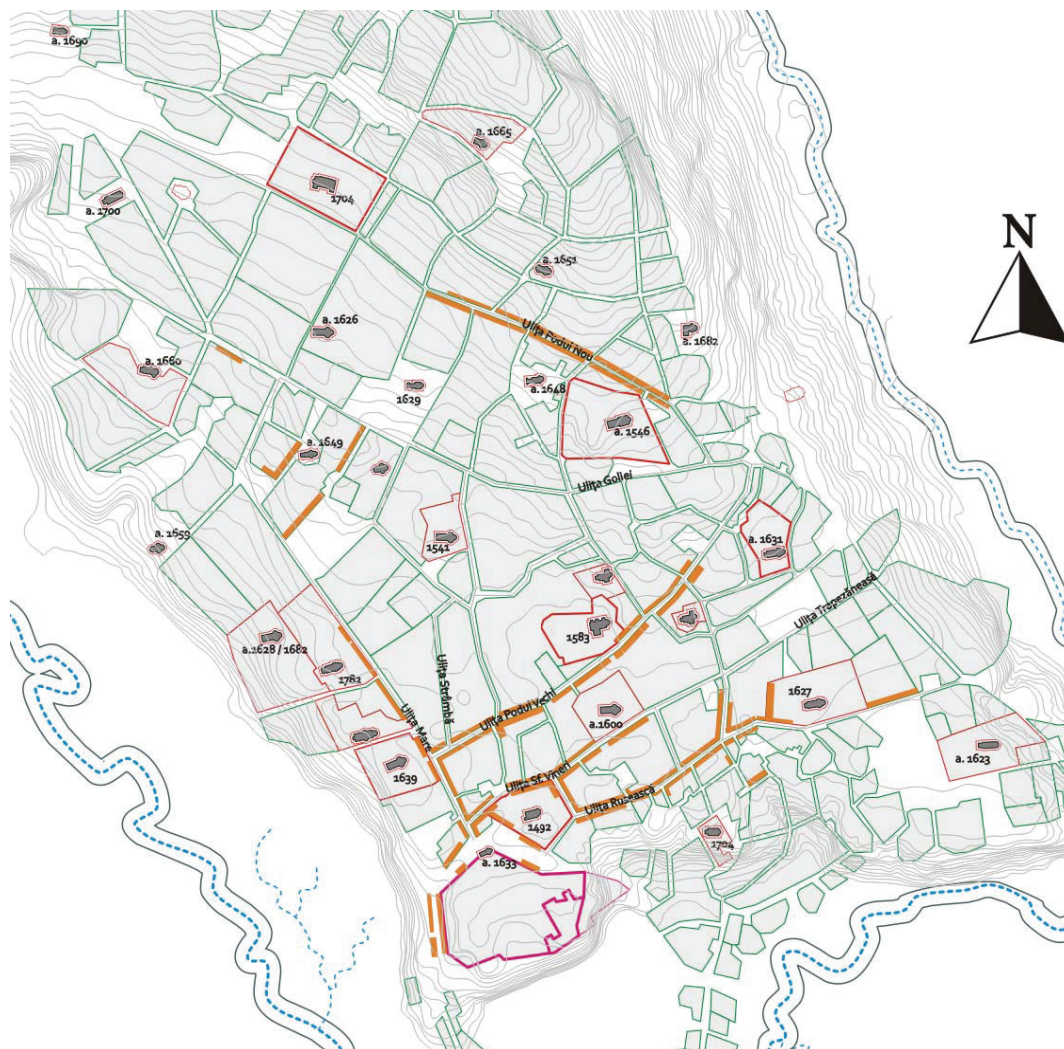 a. 1690
a. 1665
1704
a. 1700
N
a. 1651
a. 1626
Ulița Podul Nou
a. 1682
a. 1660
1629
a. 1648
a. 1546
a. 1649
Ulița Goliei
a. 1659
1541
a. 1631
Ulița Trapezănească
1583
a.1628 / 1682
1782
Ulița Strâmbă
1627
Ulița Mare
Ulița Podul Vechi
a.1600
a. 1623
1639
Ulița Sf. Vineri
Ulița Rusească
1492
1704
a. 1633